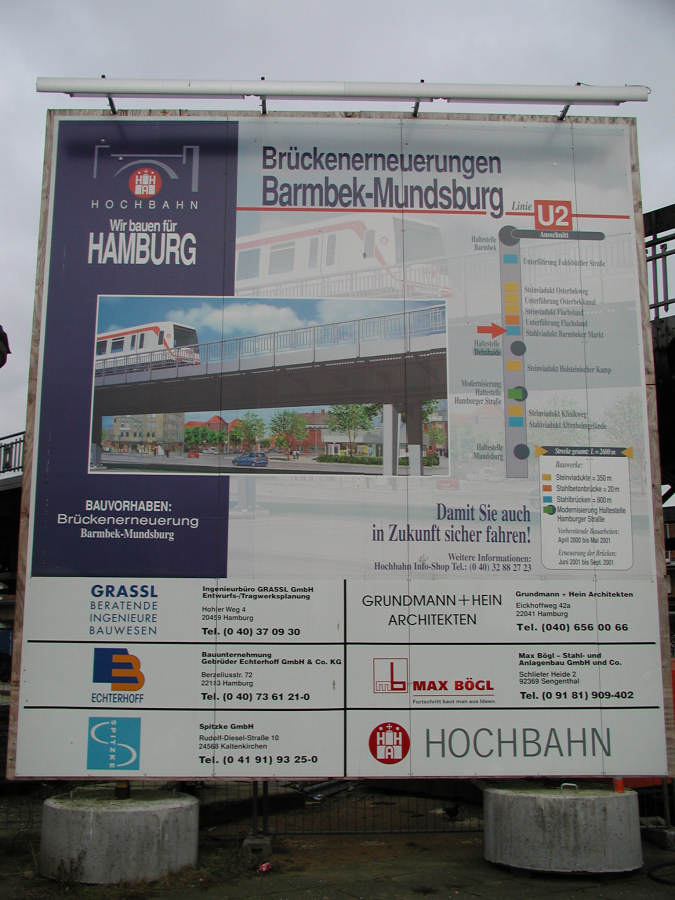 HOCHBAHN
Wir bauen für
HAMBURG
Brückenerneuerungen
Barmbek-Mundsburg
Linie U2
Ausschnitt
Haltestelle
Barmbek
Unterführung Fuhlsbüttler Straße
Steinviadukt Osterbekweg
Unterführung Osterbekkanal
Steinviadukt Flachsland
Unterführung Flachsland
Stahlviadukt Barmbeker Markt
Haltestelle
Dehnhaide
Steinviadukt Holsteinischer Kamp
Modernisierung
Haltestelle
Hamburger Straße
Steinviadukt Klinikweg
Stahlviadukt Altenheimgelände
Haltestelle
Mundsburg
Strecke gesamt: L = 2600 m
Bauwerke:
Steinviadukte = 350 m
Stahlbetonbrücke = 20 m
Stahlbrücken = 900 m
Modernisierung Haltestelle
Hamburger Straße
Vorbereitende Bauarbeiten:
April 2000 bis Mai 2001
Erneuerung der Brücken:
Juni 2001 bis Sept. 2001
BAUVORHABEN:
Brückenerneuerung
Barmbek-Mundsburg
Damit Sie auch
in Zukunft sicher fahren!
Weitere Informationen:
Hochbahn Info-Shop Tel.: (0 40) 32 88 27 23
GRASSL
BERATENDE
INGENIEURE
BAUWESEN
Ingenieurbüro GRASSL GmbH
Entwurfs-/Tragwerksplanung
Hohler Weg 4
20459 Hamburg
Tel. (0 40) 37 09 30
GRUNDMANN+HEIN
ARCHITEKTEN
Grundmann + Hein Architekten
Eickhoffweg 42a
22041 Hamburg
Tel. (040) 656 00 66
ECHTERHOFF
Bauunternehmung
Gebrüder Echterhoff GmbH & Co. KG
Berzeliusstr. 72
22113 Hamburg
Tel. (0 40) 73 61 21-0
mb MAX BÖGL
Fortschritt baut man aus Ideen.
Max Bögl - Stahl- und
Anlagenbau GmbH und Co.
Schlieter Heide 2
92369 Sengenthal
Tel. (0 91 81) 909-402
SPITZKE
Spitzke GmbH
Rudolf-Diesel-Straße 10
24568 Kaltenkirchen
Tel. (0 41 91) 93 25-0
HOCHBAHN